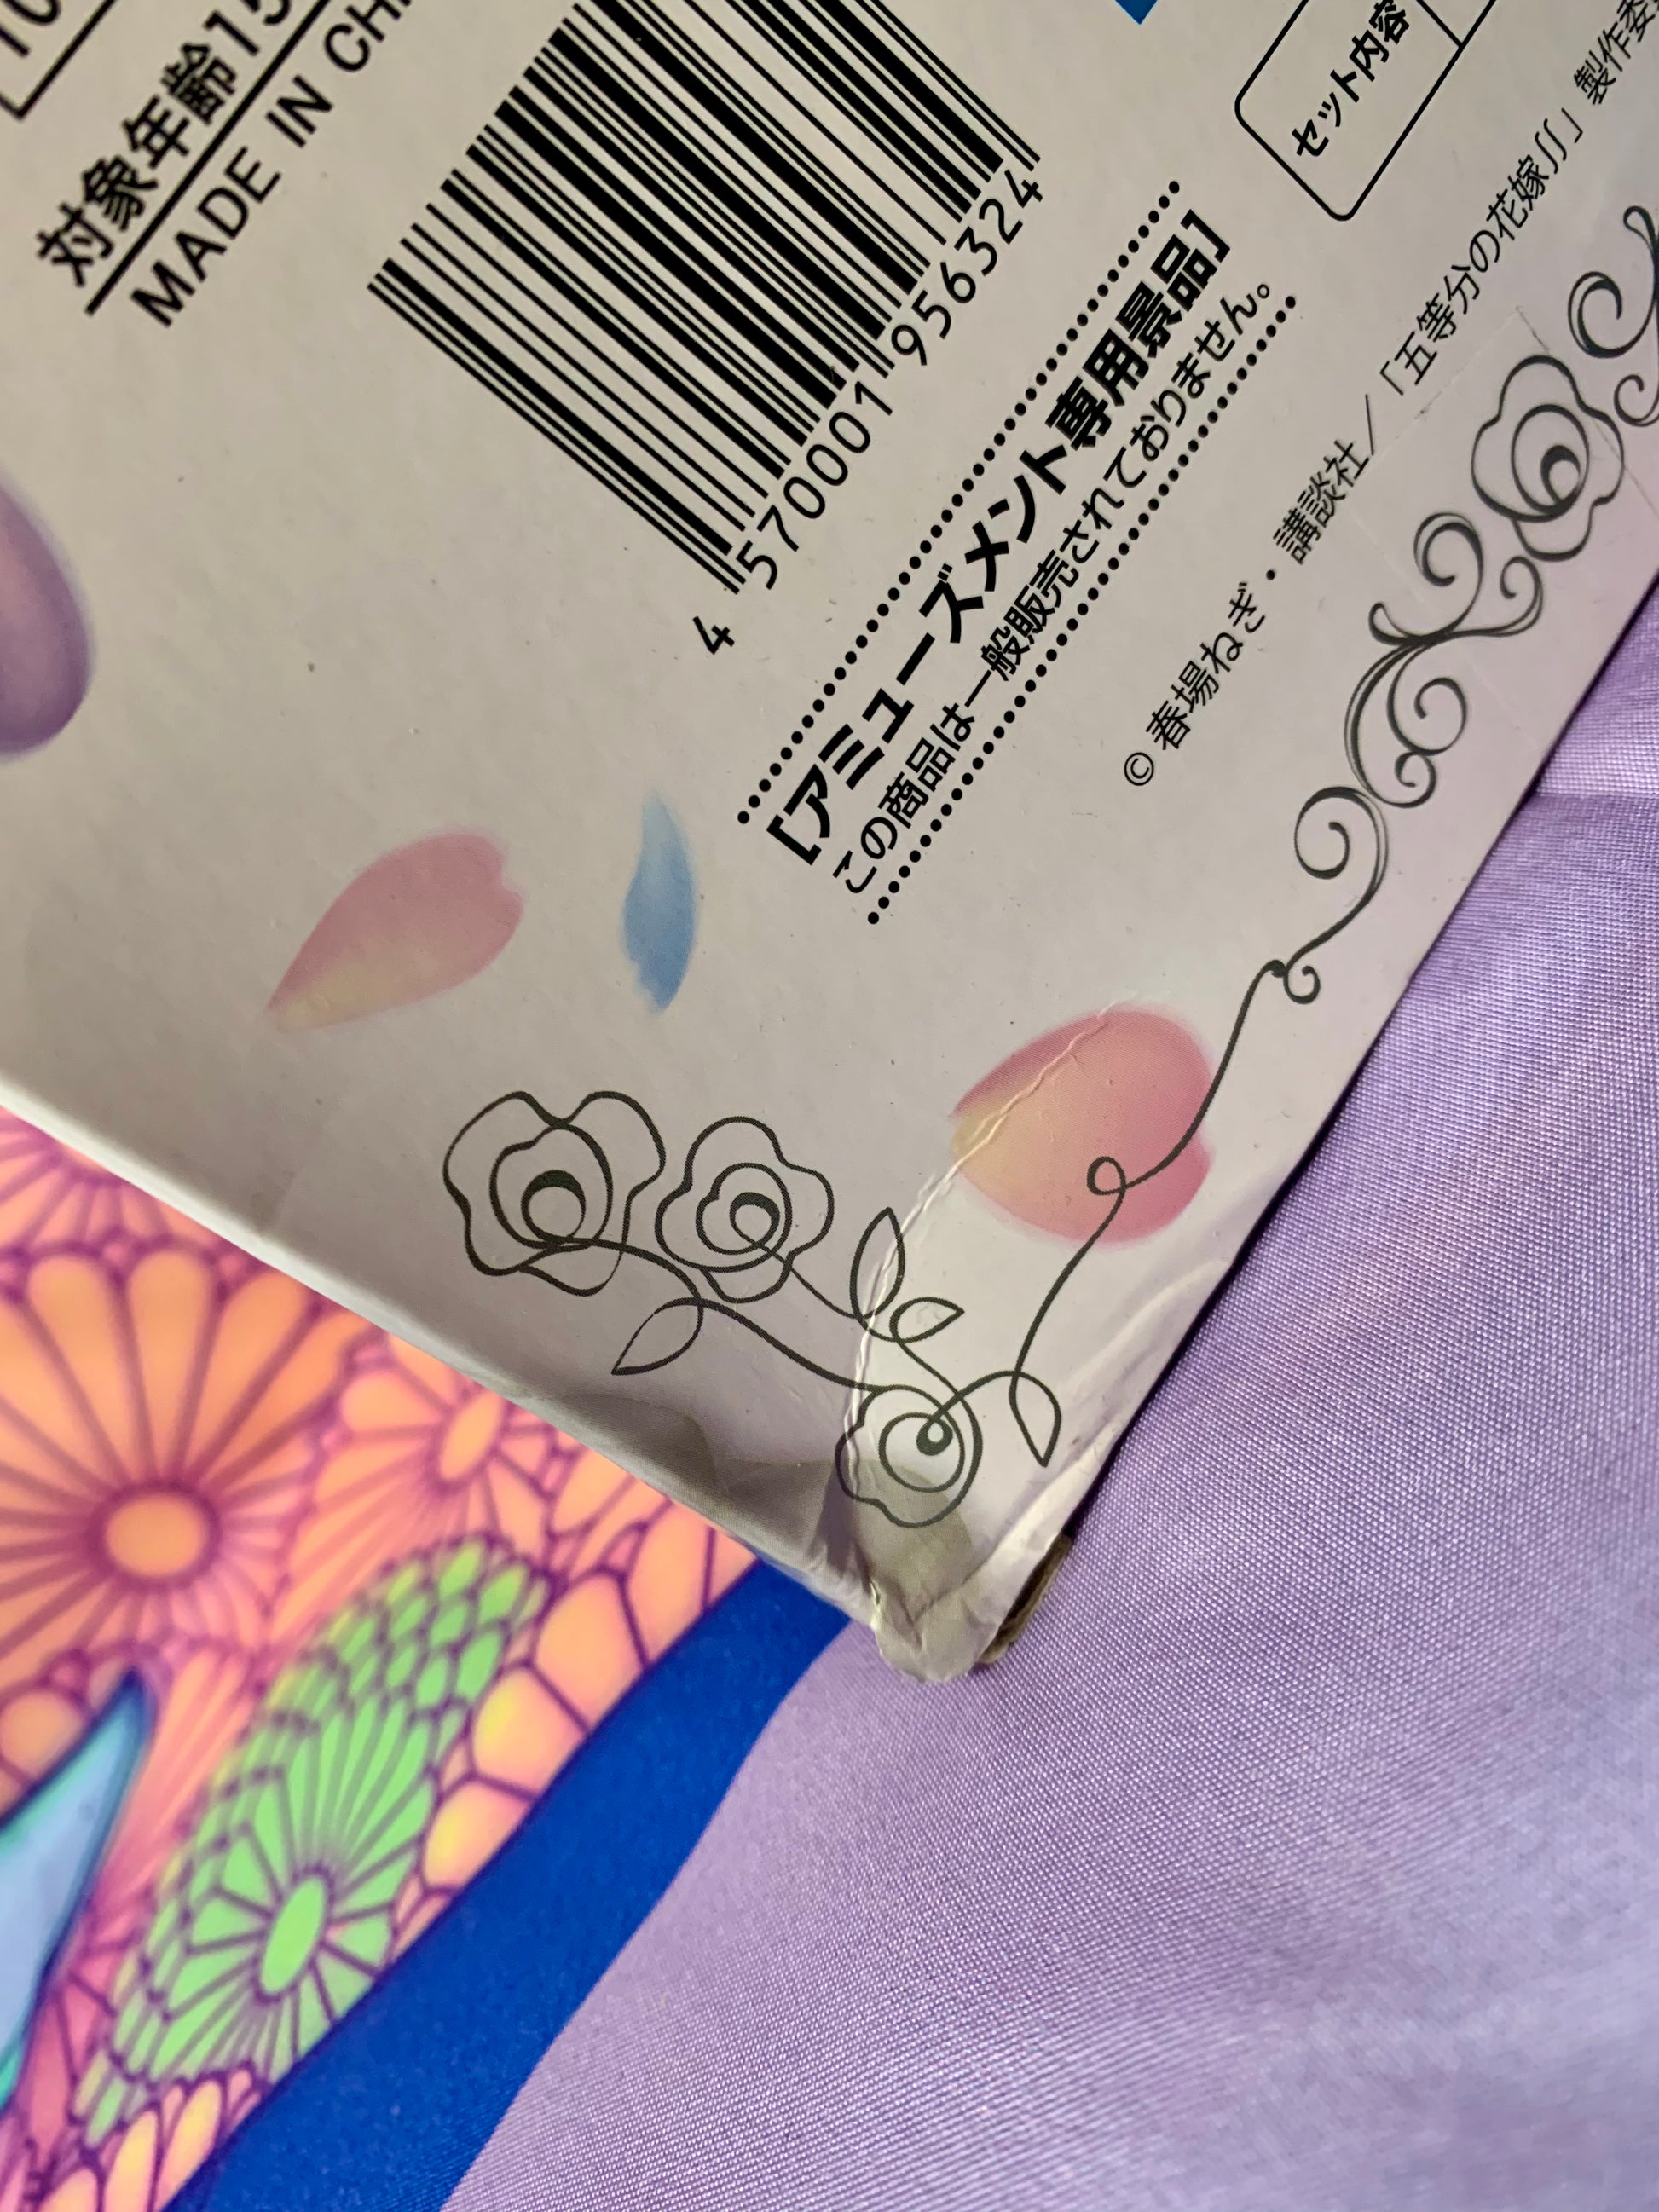 10
対象年齢15
MADE IN CHI
4 570001 956324
[アミューズメント専用景品]
この商品は一般販売されておりません。
セット内容
© 春場ねぎ・講談社／「五等分の花嫁∬」製作委